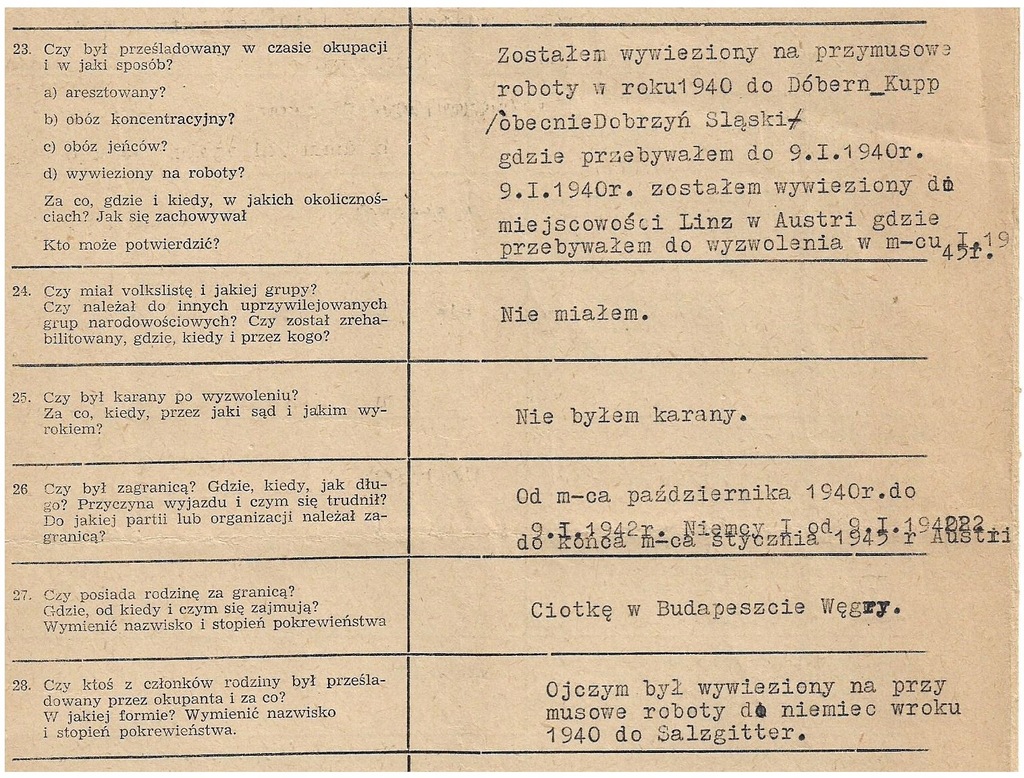 23. Czy był prześladowany w czasie okupacji
i w jaki sposób?
a) aresztowany?
b) obóz koncentracyjny?
c) obóz jeńców?
d) wywieziony na roboty?
Za co, gdzie i kiedy, w jakich okolicznoś-
ciach? Jak się zachowywał
Kto może potwierdzić?
Zostałem wywieziony na przymusowe
roboty w roku1940 do Dóbern_Kupp
/obecnieDobrzyń Sląski/
gdzie przebywałem do 9.I.1940r.
9.I.1940r. zostałem wywieziony do
miejscowości Linz w Austri gdzie
przebywałem do wyzwolenia w m-cu I.19
45r.
24. Czy miał volkslistę i jakiej grupy?
Czy należał do innych uprzywilejowanych
grup narodowościowych? Czy został zreha-
bilitowany, gdzie, kiedy i przez kogo?
Nie miałem.
25. Czy był karany po wyzwoleniu?
Za co, kiedy, przez jaki sąd i jakim wy-
rokiem?
Nie byłem karany.
26 Czy był zagranicą? Gdzie, kiedy, jak dłu-
go? Przyczyna wyjazdu i czym się trudnił?
Do jakiej partii lub organizacji należał za-
granicą?
Od m-ca października 1940r.do
9.I.1942r. Niemcy I od 9.I.
do końca m-ca stycznia 1945 r Austri
27. Czy posiada rodzinę za granicą?
Gdzie, od kiedy i czym się zajmują?
Wymienić nazwisko i stopień pokrewieństwa
Ciotkę w Budapeszcie Węgry.
28. Czy ktoś z członków rodziny był prześla-
dowany przez okupanta i za co?
W jakiej formie? Wymienić nazwisko
i stopień pokrewieństwa.
Ojczym był wywieziony na przy
musowe roboty do niemiec wroku
1940 do Salzgitter.